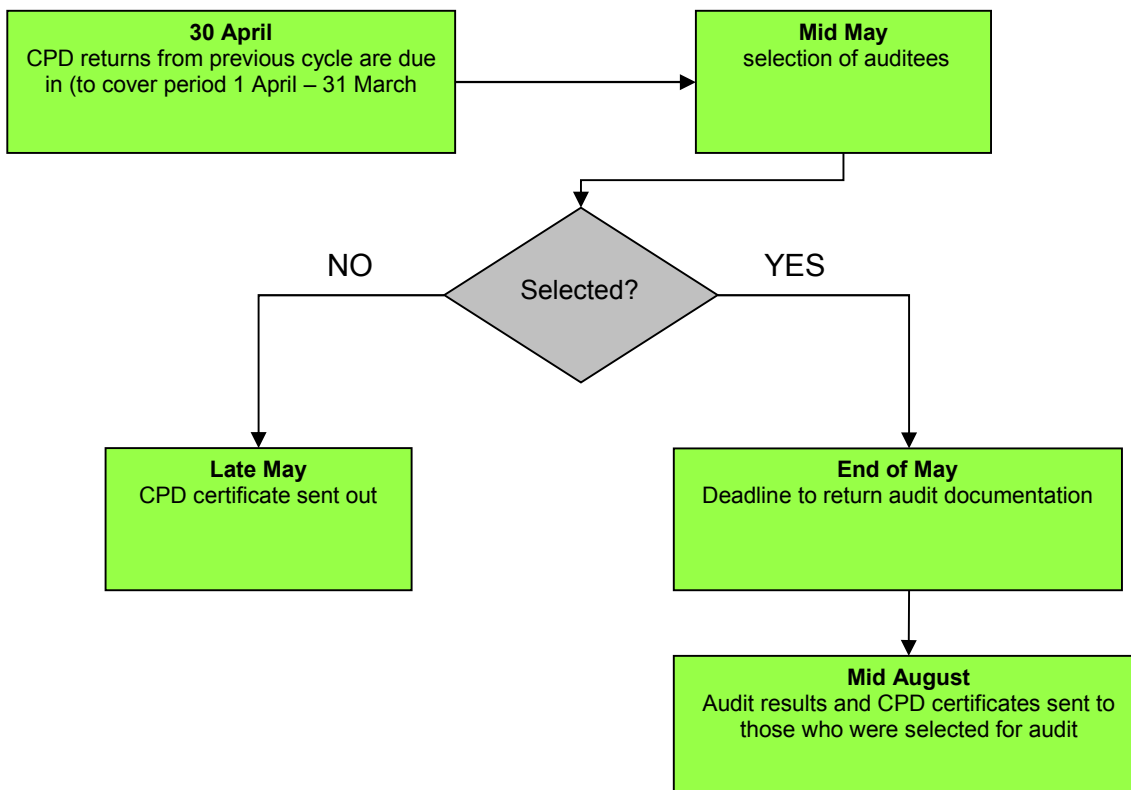 30 April
CPD returns from previous cycle are due
in (to cover period 1 April – 31 March
Mid May
selection of auditees
NO
Selected?
YES
Late May
CPD certificate sent out
End of May
Deadline to return audit documentation
Mid August
Audit results and CPD certificates sent to
those who were selected for audit